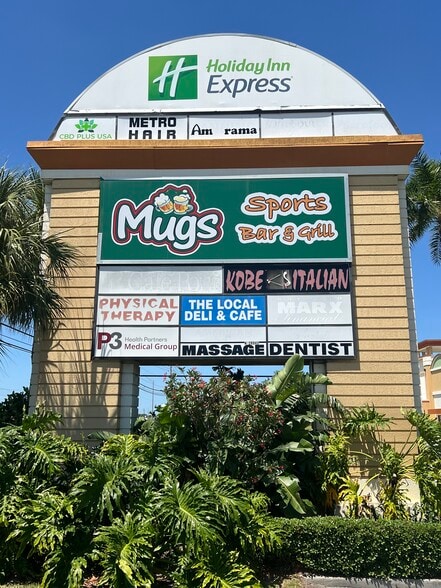 H
Holiday Inn
Express
CBD PLUS USA
METRO
HAIR
Am rama
Mugs
Sports
Bar & Grill
KOBE ITALIAN
PHYSICAL
THERAPY
THE LOCAL
DELI & CAFE
MARX
P3 Health Partners
Medical Group
MASSAGE
DENTIST